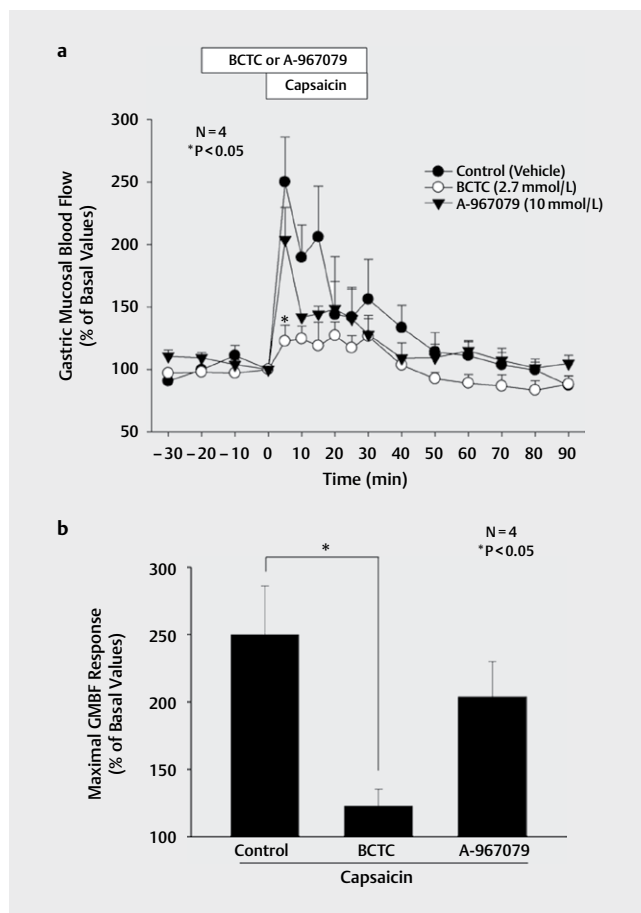 a
BCTC or A-967079
Capsaicin
N = 4
*P < 0.05
Control (Vehicle)
BCTC (2.7 mmol/L)
A-967079 (10 mmol/L)
Gastric Mucosal Blood Flow
(% of Basal Values)
300
250
200
150
100
50
*
–30 –20 –10 0 10 20 30 40 50 60 70 80 90
Time (min)
b
N = 4
*P < 0.05
*
Maximal GMBF Response
(% of Basal Values)
300
250
200
150
100
Control BCTC A-967079
Capsaicin